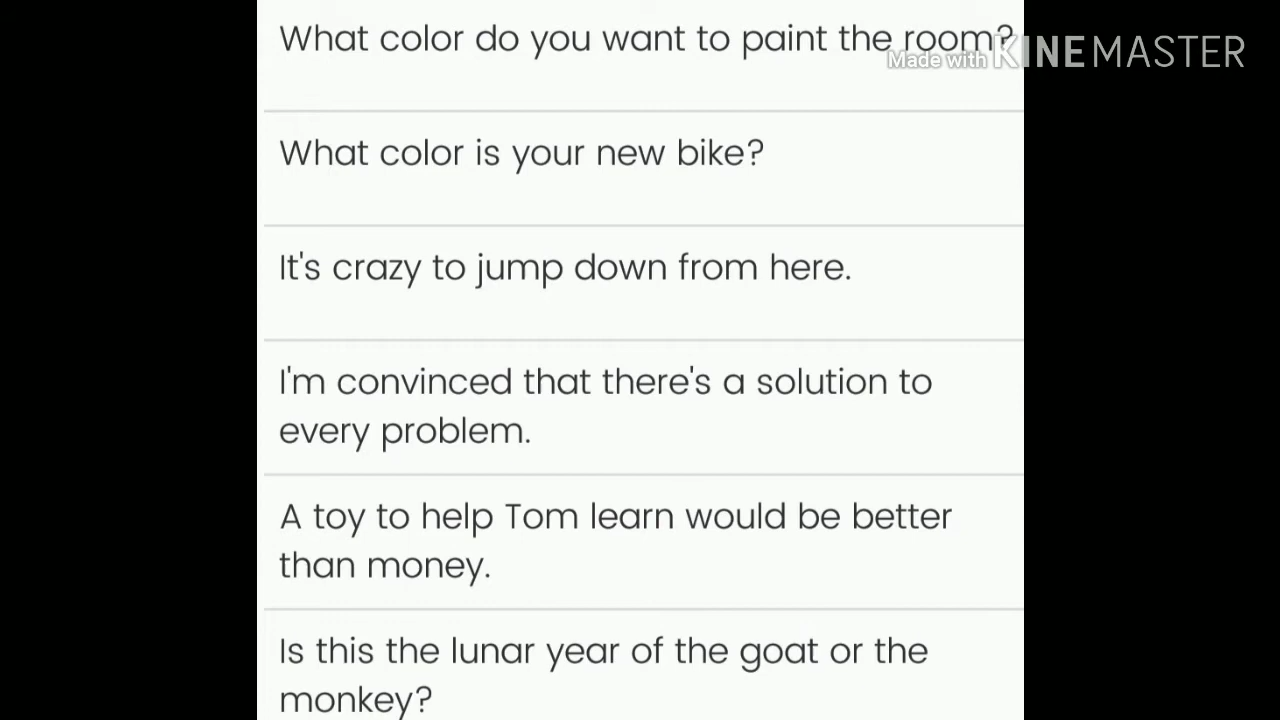 What color do you want to paint the room?
Made with KINEMASTER
What color is your new bike?
It's crazy to jump down from here.
I'm convinced that there's a solution to
every problem.
A toy to help Tom learn would be better
than money.
Is this the lunar year of the goat or the
monkey?